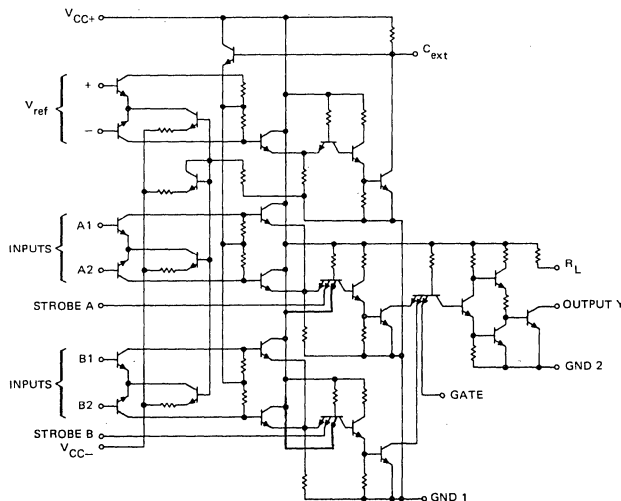 VCC+
Cext
+
Vref
−
A1
INPUTS
A2
RL
STROBE A
OUTPUT Y
B1
GND 2
INPUTS
GATE
B2
STROBE B
VCC−
GND 1